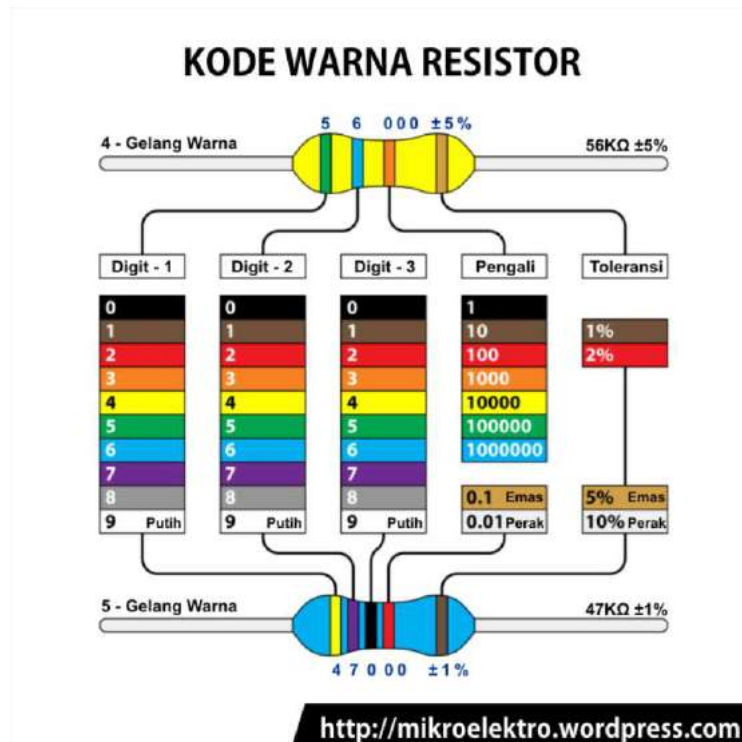 KODE WARNA RESISTOR
5 6 000 ±5%
4 - Gelang Warna
56KΩ ±5%
Digit - 1 Digit - 2 Digit - 3 Pengali Toleransi
0 0 0 1
1 1 1 10 1%
2 2 2 100 2%
3 3 3 1000
4 4 4 10000
5 5 5 100000
6 6 6 1000000
7 7 7
8 8 8 0.1 Emas 5% Emas
9 Putih 9 Putih 9 Putih 0.01 Perak 10% Perak
5 - Gelang Warna
47KΩ ±1%
4 7 0 00 ±1%
http://mikroelektro.wordpress.com